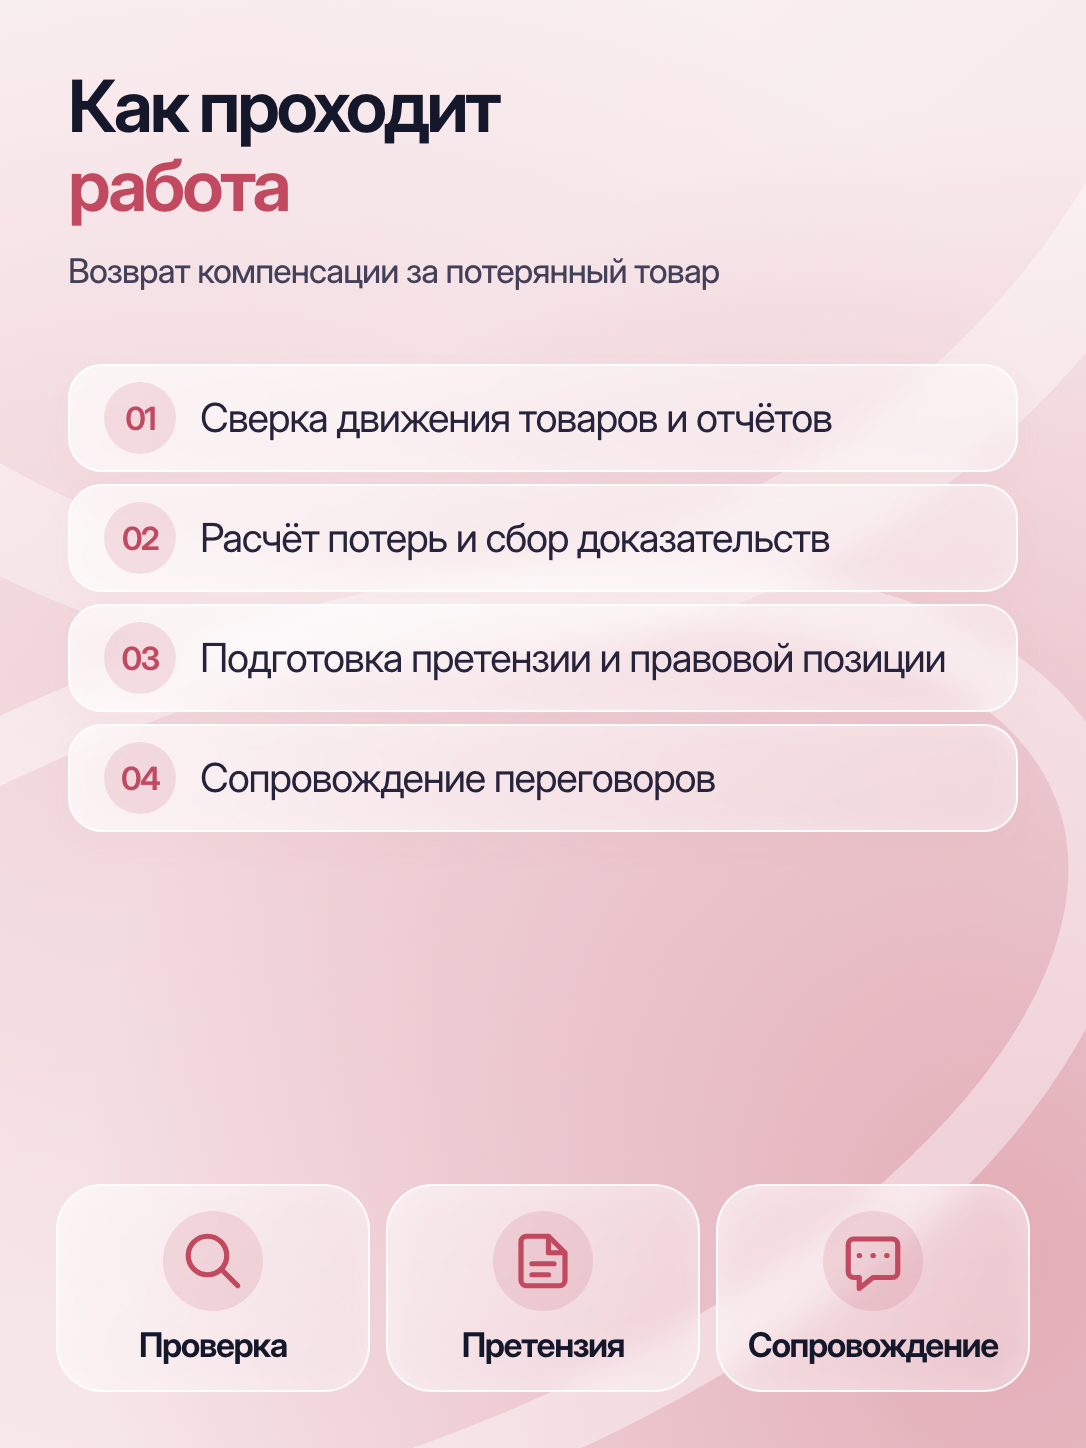 Как проходит
работа
Возврат компенсации за потерянный товар
01 Сверка движения товаров и отчётов
02 Расчёт потерь и сбор доказательств
03 Подготовка претензии и правовой позиции
04 Сопровождение переговоров
Проверка
Претензия
Сопровождение